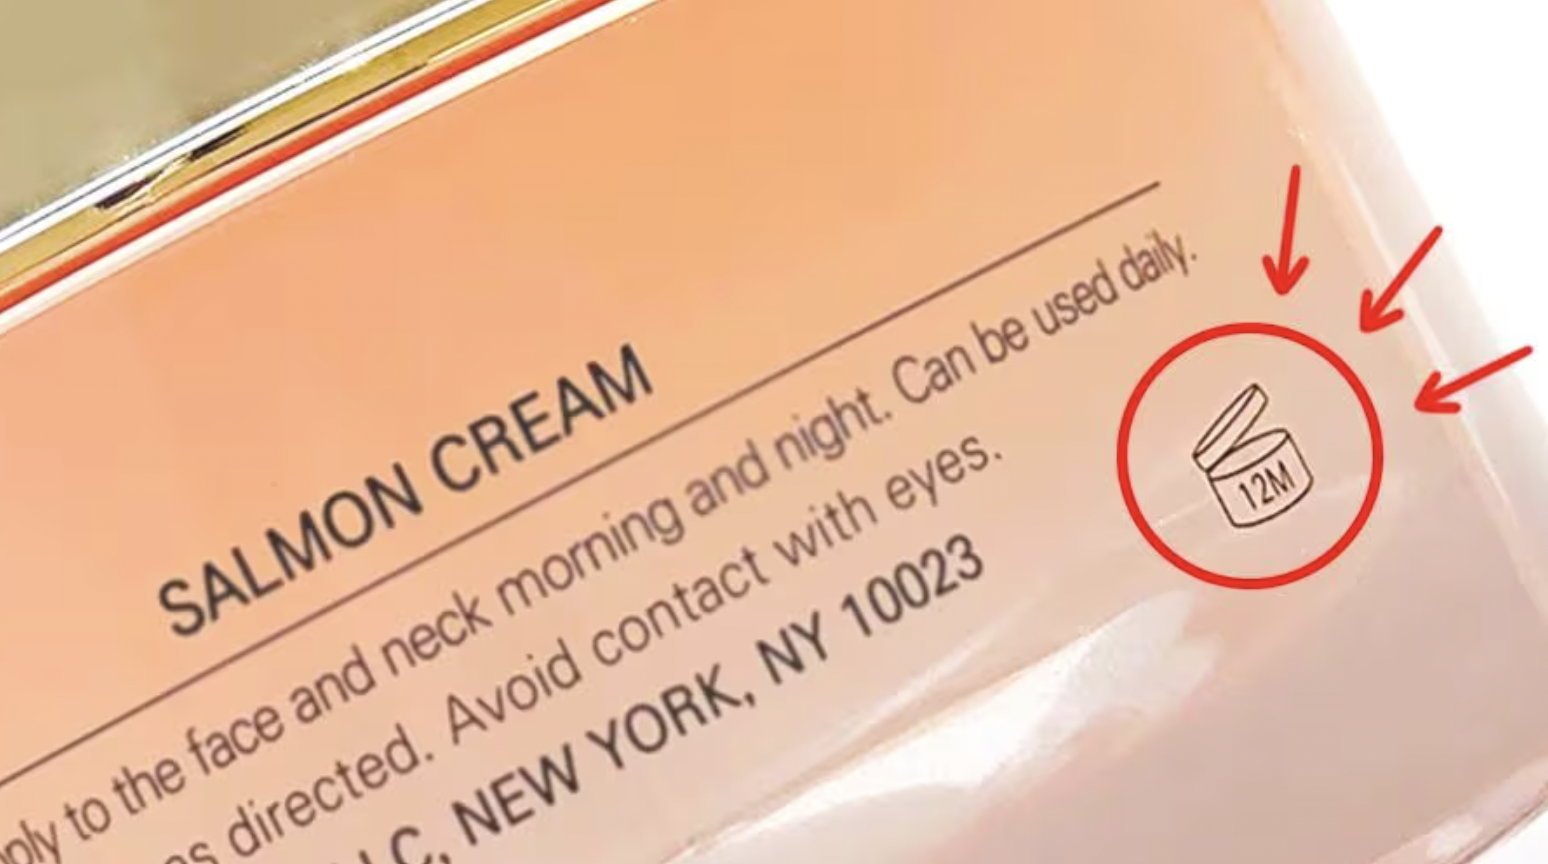 SALMON CREAM
to the face and neck morning and night. Can be used daily.
directed. Avoid contact with eyes.
NEW YORK, NY 10023
12M